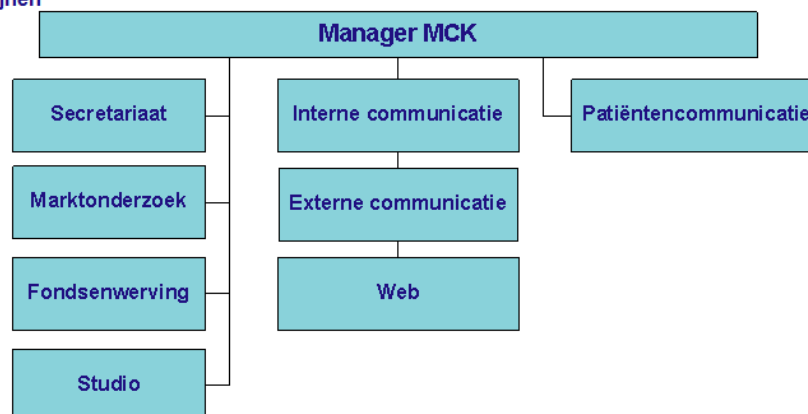 Manager MCK
Secretariaat
Interne communicatie
Patiëntencommunicatie
Marktonderzoek
Externe communicatie
Fondsenwerving
Web
Studio